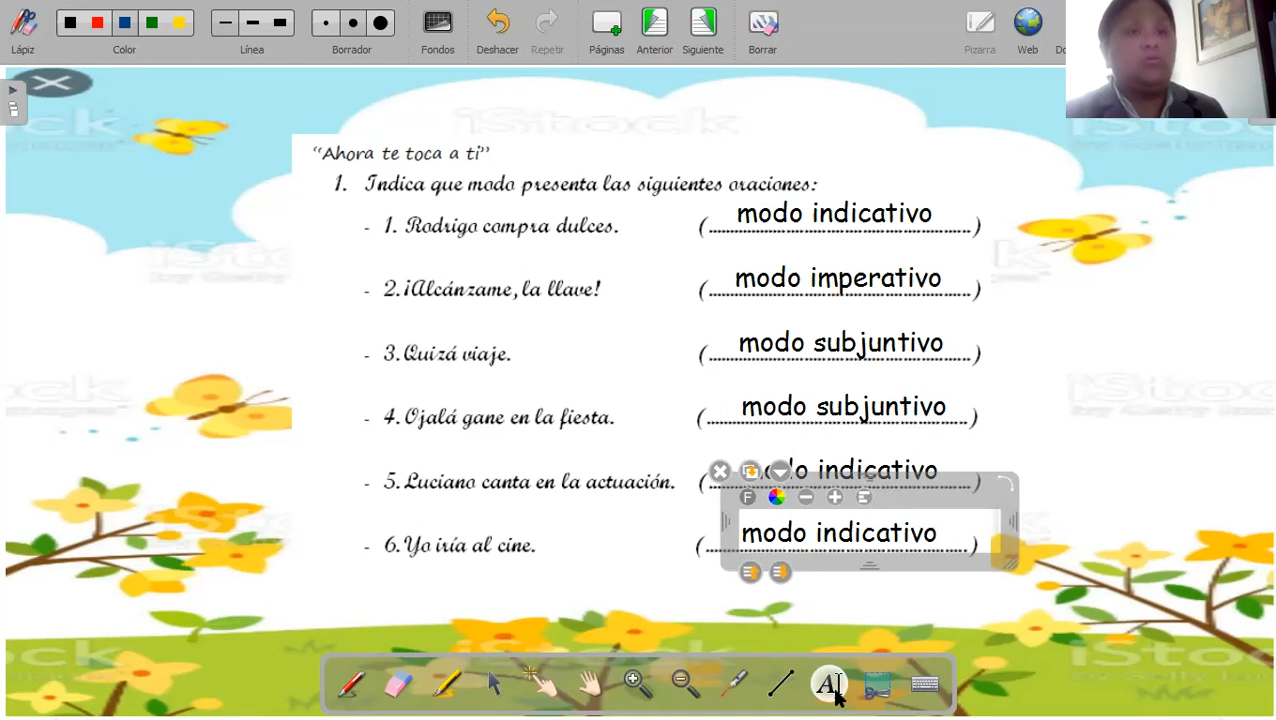 Lápiz
Color
Línea
Borrador
Fondos
Deshacer
Repetir
Páginas
Anterior
Siguiente
Borrar
Pizarra
Web
iStock
"Ahora te toca a ti"
1. Indica que modo presenta las siguientes oraciones:
- 1. Rodrigo compra dulces. (modo indicativo)
- 2. ¡Alcánzame, la llave! (modo imperativo)
- 3. Quizá viaje. (modo subjuntivo)
- 4. Ojalá gane en la fiesta. (modo subjuntivo)
- 5. Luciano canta en la actuación. (modo indicativo)
- 6. Yo iría al cine. (modo indicativo)